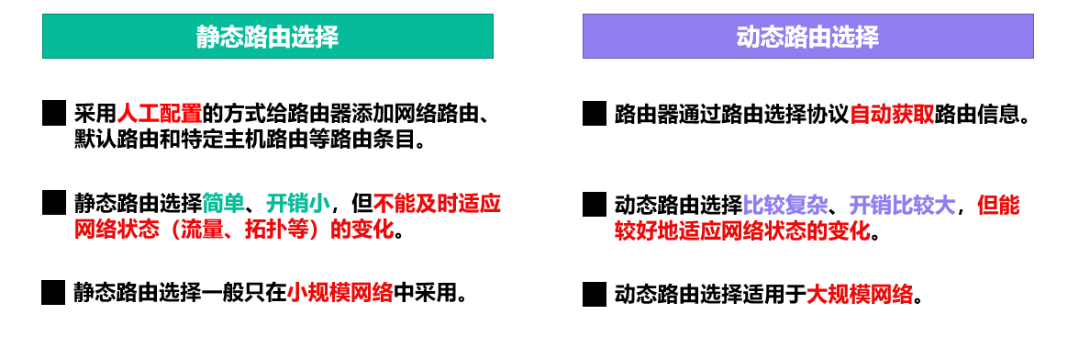 静态路由选择
采用人工配置的方式给路由器添加网络路由、
默认路由和特定主机路由等路由条目。
静态路由选择简单、开销小，但不能及时适应
网络状态（流量、拓扑等）的变化。
静态路由选择一般只在小规模网络中采用。
动态路由选择
路由器通过路由选择协议自动获取路由信息。
动态路由选择比较复杂、开销比较大，但能
较好地适应网络状态的变化。
动态路由选择适用于大规模网络。